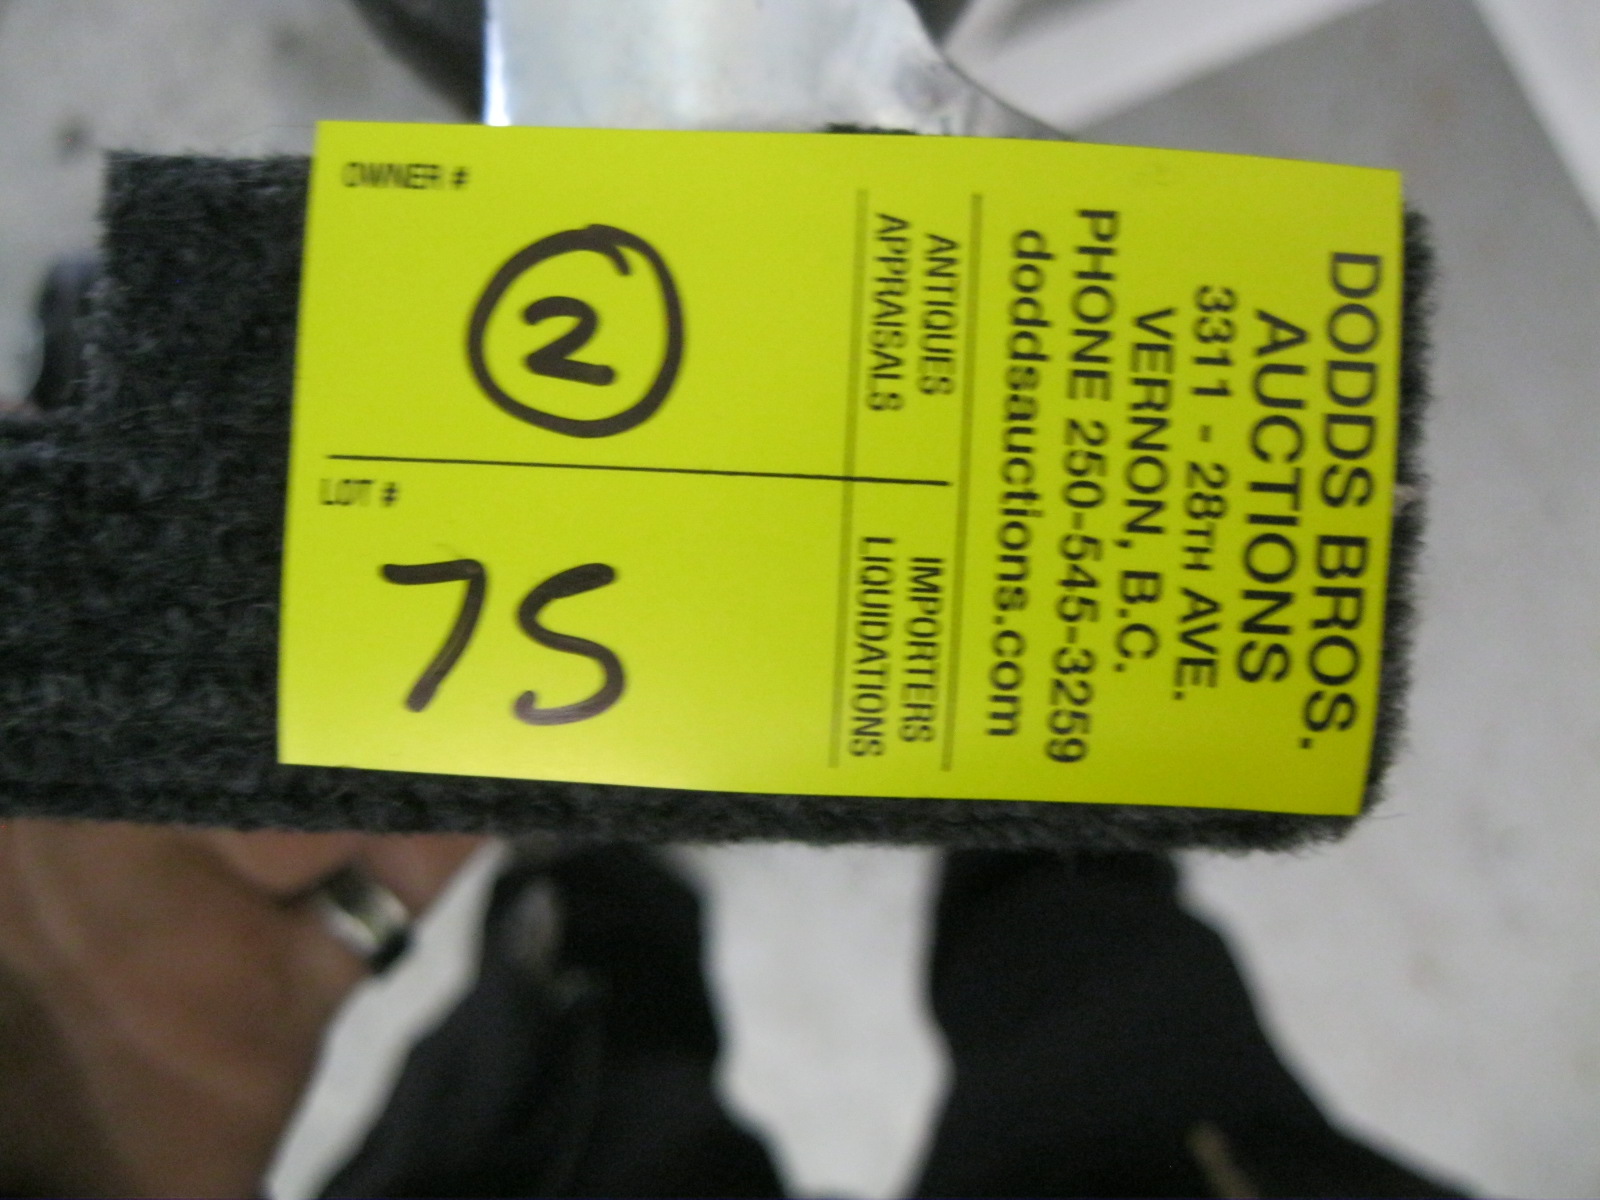 DODDS BROS.
AUCTIONS
3311 - 28TH AVE.
VERNON, B.C.
PHONE 250-545-3259
doddsauctions.com
ANTIQUES
APPRAISALS
IMPORTERS
LIQUIDATIONS
OWNER #
2
LOT #
75